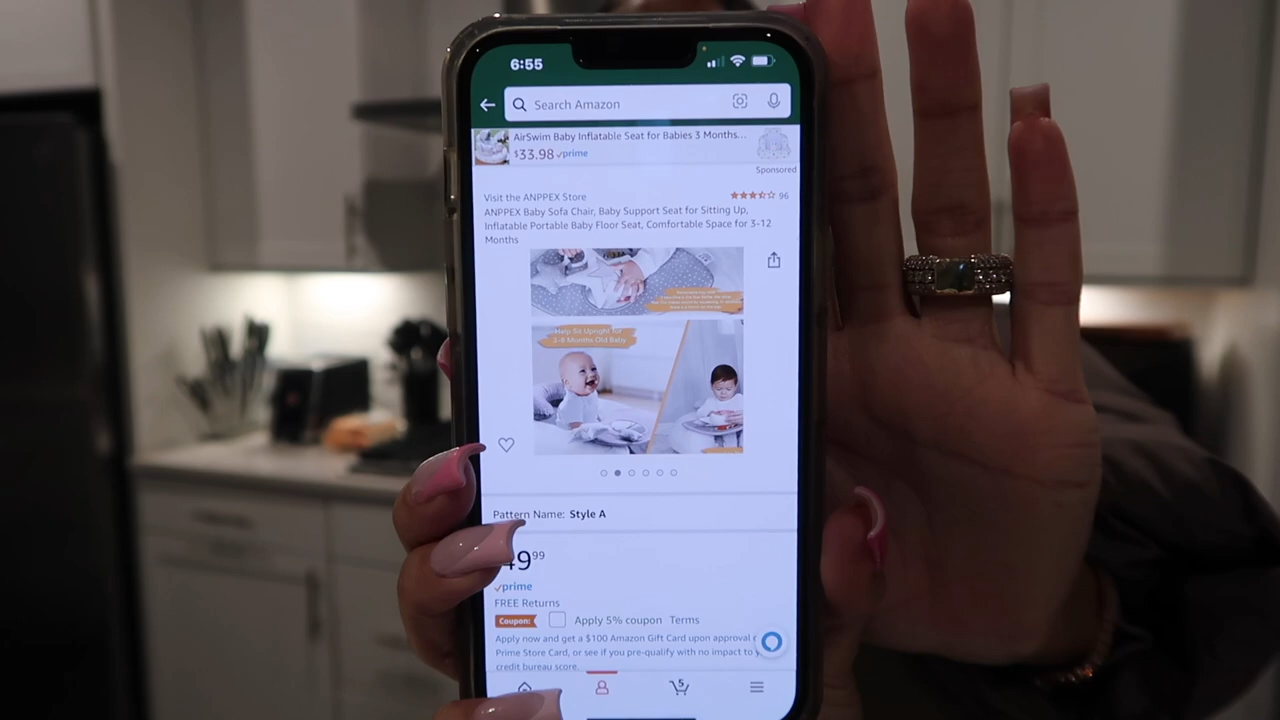 6:55
Search Amazon
AirSwim Baby Inflatable Seat for Babies 3 Months...
$33.98 prime
Sponsored
Visit the ANPPEX Store
96
ANPPEX Baby Sofa Chair, Baby Support Seat for Sitting Up,
Inflatable Portable Baby Floor Seat, Comfortable Space for 3-12
Months
Help Sit Upright for
3-8 Months Old Baby
Pattern Name: Style A
9 99
prime
FREE Returns
Coupon: Apply 5% coupon Terms
Apply now and get a $100 Amazon Gift Card upon approval
Prime Store Card, or see if you pre-qualify with no impact to
credit bureau score.
5